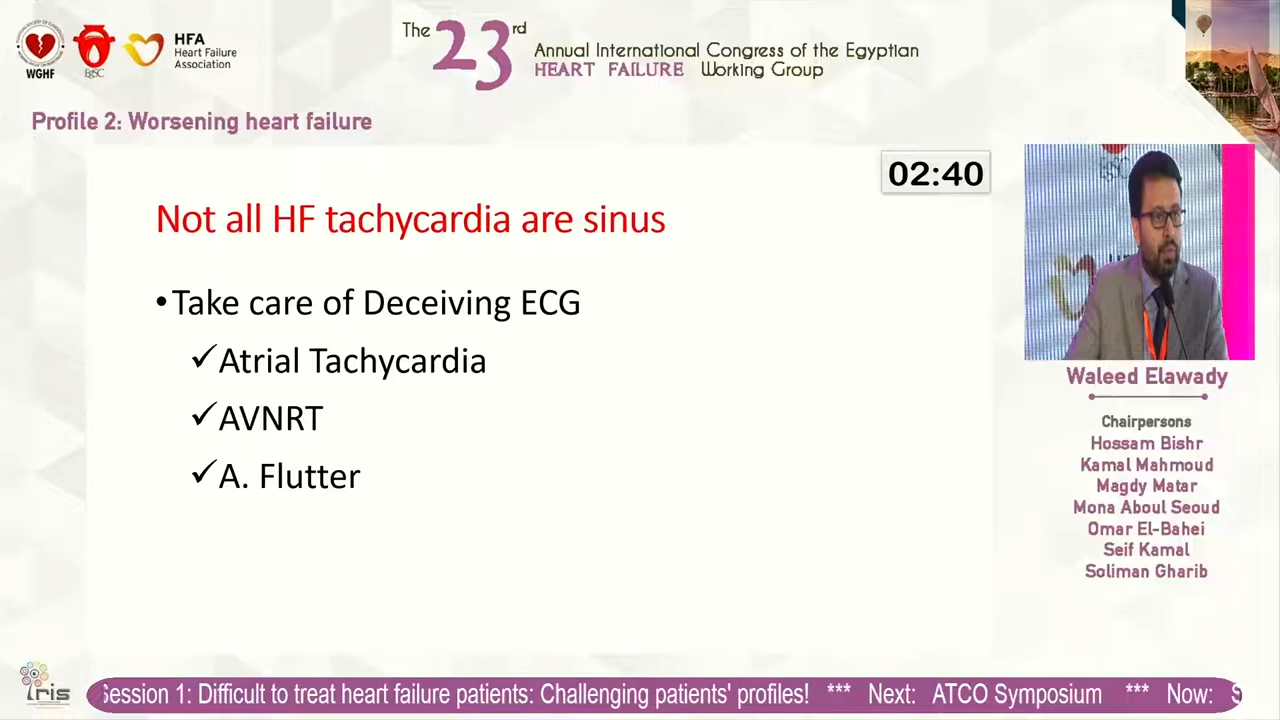 WGHF
EgSC
HFA
Heart Failure
Association
The 23rd
Annual International Congress of the Egyptian
HEART FAILURE Working Group
Profile 2: Worsening heart failure
02:40
Not all HF tachycardia are sinus
•Take care of Deceiving ECG
✓Atrial Tachycardia
✓AVNRT
✓A. Flutter
Waleed Elawady
Chairpersons
Hossam Bishr
Kamal Mahmoud
Magdy Matar
Mona Aboul Seoud
Omar El-Bahei
Seif Kamal
Soliman Gharib
Iris
Session 1: Difficult to treat heart failure patients: Challenging patients' profiles! *** Next: ATCO Symposium *** Now: S